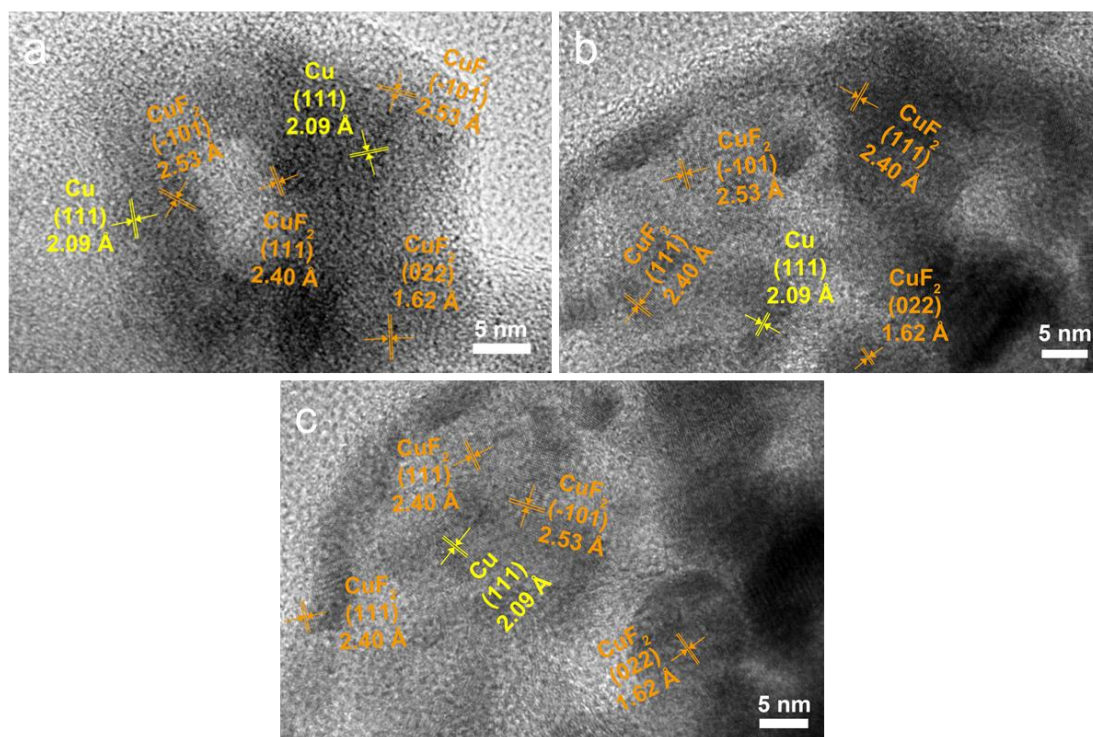 a
Cu
(111)
2.09 Å
CuF2
(-101)
2.53 Å
CuF2
(-101)
2.53 Å
Cu
(111)
2.09 Å
CuF2
(111)
2.40 Å
CuF2
(022)
1.62 Å
5 nm
b
CuF2
(111)
2.40 Å
CuF2
(-101)
2.53 Å
CuF2
(111)
2.40 Å
Cu
(111)
2.09 Å
CuF2
(022)
1.62 Å
5 nm
c
CuF2
(111)
2.40 Å
CuF2
(-101)
2.53 Å
Cu
(111)
2.09 Å
CuF2
(111)
2.40 Å
CuF2
(022)
1.62 Å
5 nm